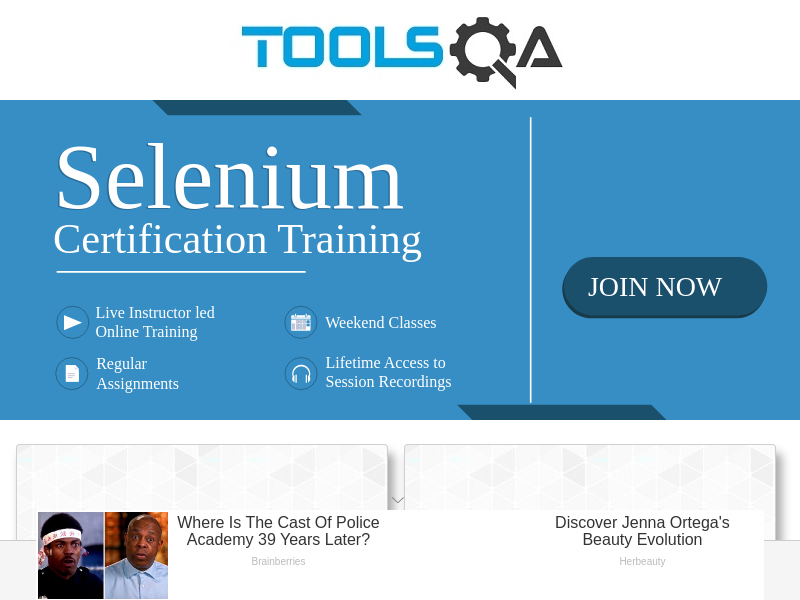 TOOLSQA
Selenium
Certification Training
JOIN NOW
Live Instructor led
Online Training
Weekend Classes
Regular
Assignments
Lifetime Access to
Session Recordings
Where Is The Cast Of Police
Academy 39 Years Later?
Brainberries
Discover Jenna Ortega's
Beauty Evolution
Herbeauty